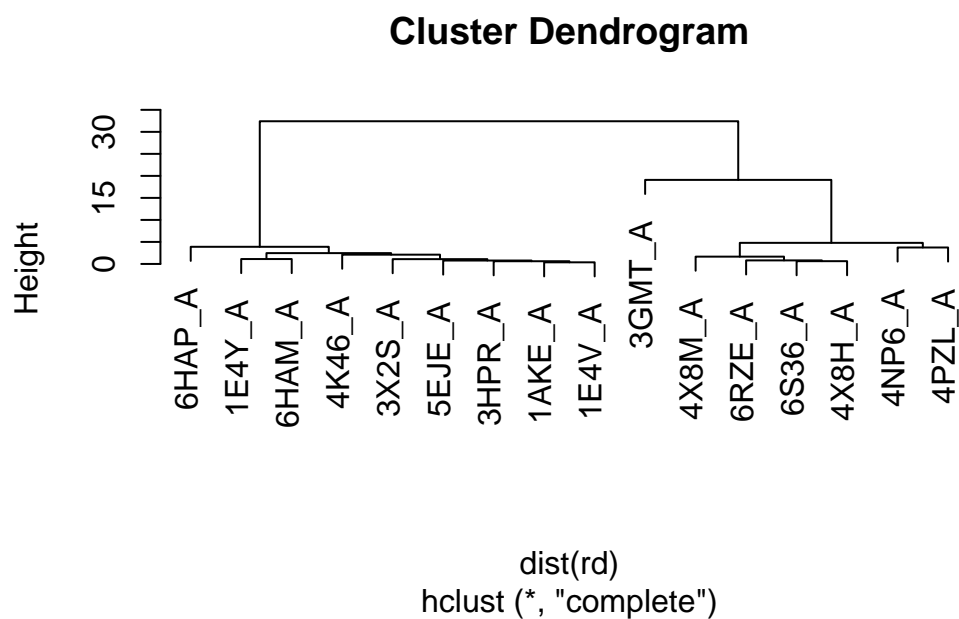 Cluster Dendrogram
Height
30
15
0
6HAP_A
1E4Y_A
6HAM_A
4K46_A
3X2S_A
5EJE_A
3HPR_A
1AKE_A
1E4V_A
3GMT_A
4X8M_A
6RZE_A
6S36_A
4X8H_A
4NP6_A
4PZL_A
dist(rd)
hclust (*, "complete")